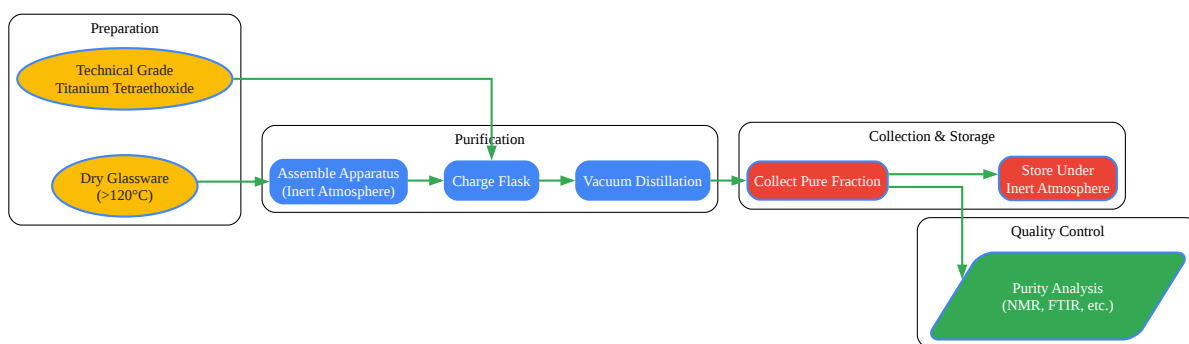 Preparation
Technical Grade
Titanium Tetraethoxide
Dry Glassware
(>120°C)
Purification
Assemble Apparatus
(Inert Atmosphere)
Charge Flask
Vacuum Distillation
Collection & Storage
Collect Pure Fraction
Store Under
Inert Atmosphere
Quality Control
Purity Analysis
(NMR, FTIR, etc.)